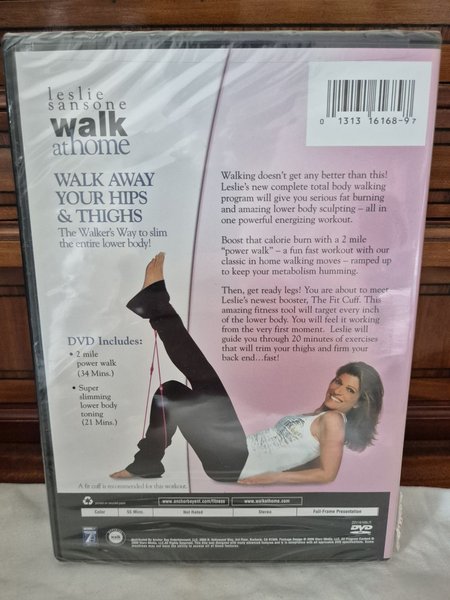 leslie
sansone
walk
athome
0 1313 16168-9 7
WALK AWAY
YOUR HIPS
& THIGHS
The Walker's Way to slim
the entire lower body!
Walking doesn't get any better than this!
Leslie's new complete total body walking
program will give you serious fat burning
and amazing lower body sculpting – all in
one powerful energizing workout.
Boost that calorie burn with a 2 mile
"power walk" – a fun fast workout with our
classic in home walking moves – ramped up
to keep your metabolism humming.
Then, get ready legs! You are about to meet
Leslie's newest booster, The Fit Cuff. This
amazing fitness tool will target every inch
of the lower body. You will feel it working
from the very first moment. Leslie will
guide you through 20 minutes of exercises
that will trim your thighs and firm your
back end...fast!
DVD Includes:
• 2 mile
power walk
(34 Mins.)
• Super
slimming
lower body
toning
(21 Mins.)
A fit cuff is recommended for this workout.
www.anchorbayent.com/fitness
www.walkathome.com
Color
55 Mins.
Not Rated
Stereo
Full-Frame Presentation
walk
DVD